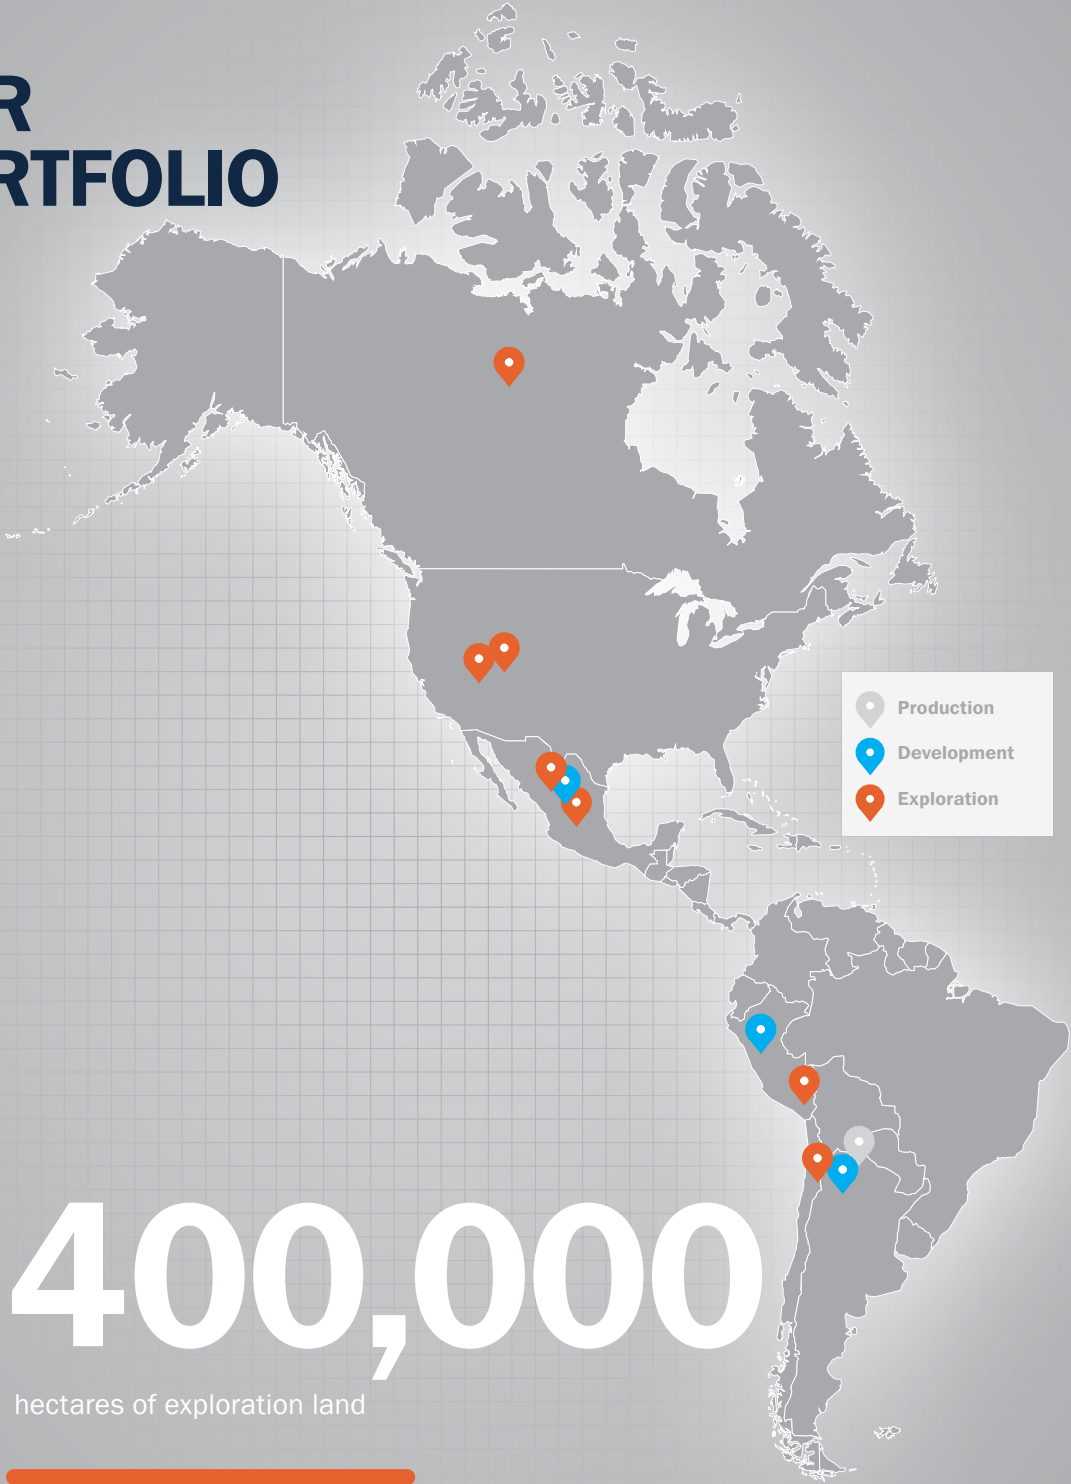 R
RTFOLIO
Production
Development
Exploration
400,000
hectares of exploration land